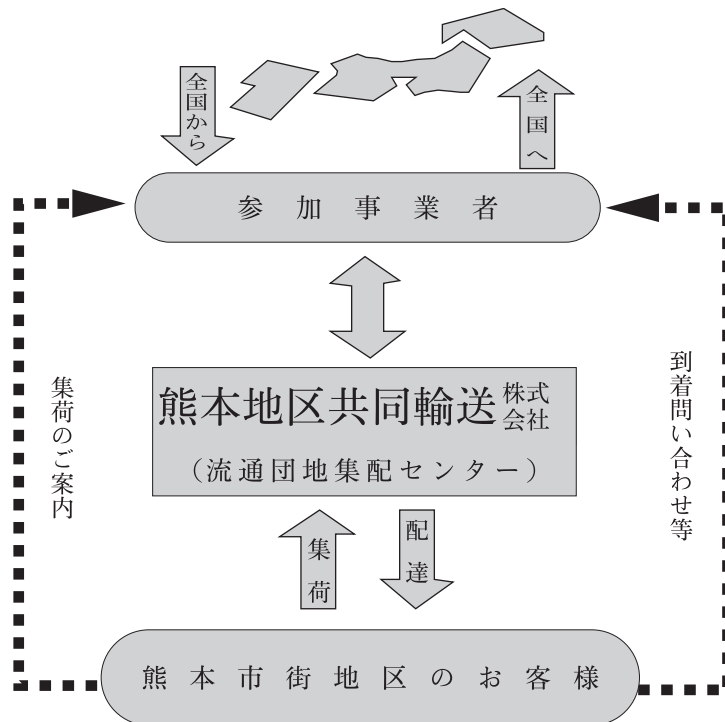 全国から
全国へ
参加事業者
熊本地区共同輸送株式会社
（流通団地集配センター）
集荷のご案内
到着問い合わせ等
集荷
配達
熊本市街地区のお客様